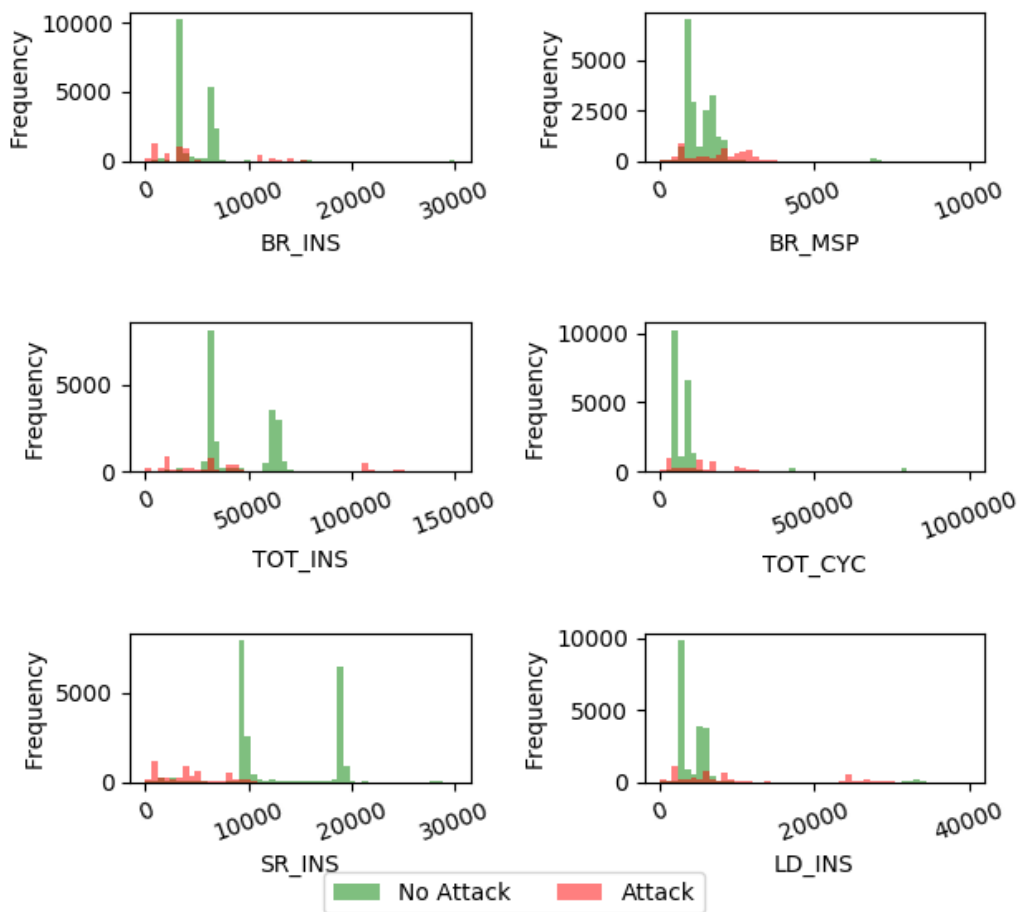 10000
5000
0
Frequency
0 10000 20000 30000
BR_INS
5000
2500
0
Frequency
0 5000 10000
BR_MSP
5000
0
Frequency
0 50000 100000 150000
TOT_INS
10000
5000
0
Frequency
0 500000 1000000
TOT_CYC
5000
0
Frequency
0 10000 20000 30000
SR_INS
10000
5000
0
Frequency
0 20000 40000
LD_INS
No Attack Attack